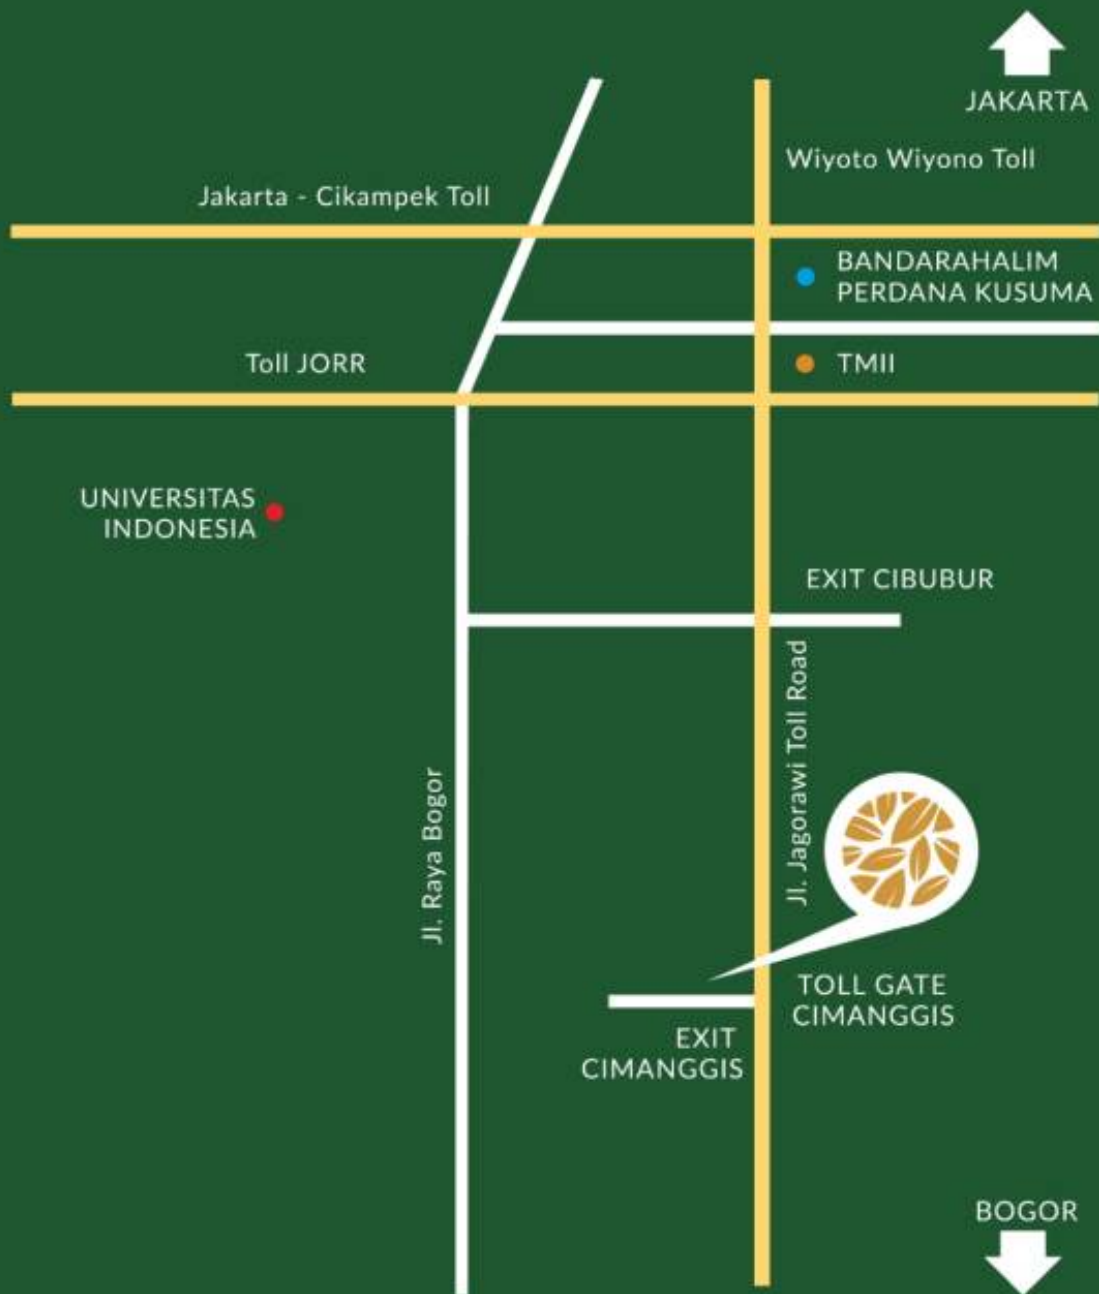 JAKARTA
Wiyoto Wiyono Toll
Jakarta - Cikampek Toll
BANDARAHALIM
PERDANA KUSUMA
Toll JORR
TMII
UNIVERSITAS
INDONESIA
EXIT CIBUBUR
Jl. Jagorawi Toll Road
Jl. Raya Bogor
TOLL GATE
CIMANGGIS
EXIT
CIMANGGIS
BOGOR